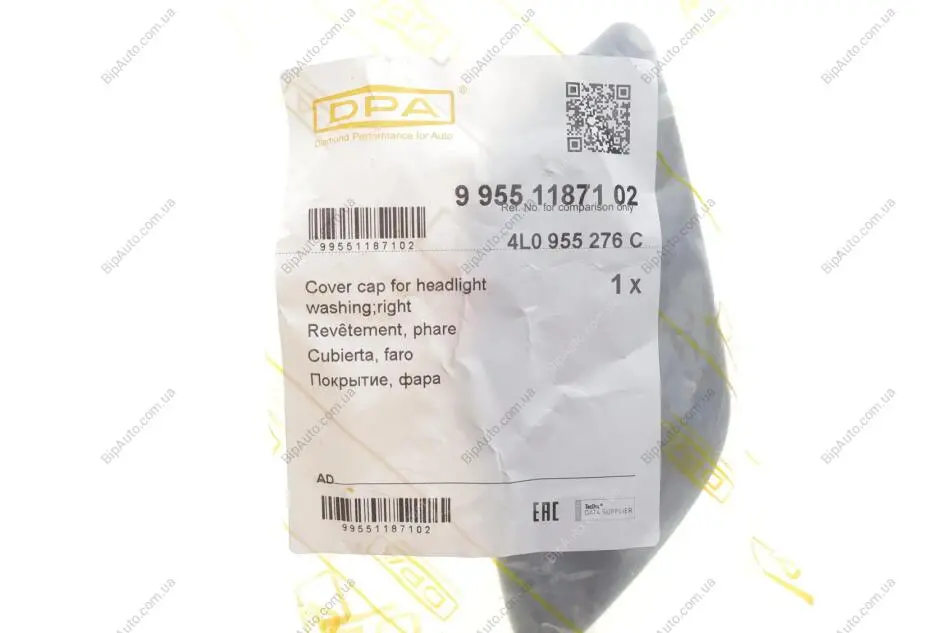 DPA
Diamond Performance for Auto
9 955 11871 02
Ref. No. for comparison only
99551187102
4L0 955 276 C
Cover cap for headlight
washing;right
1 x
Revêtement, phare
Cubierta, faro
Покрытие, фара
AD
99551187102
EAC
TecDoc®
DATA SUPPLIER
BipAuto.com.ua